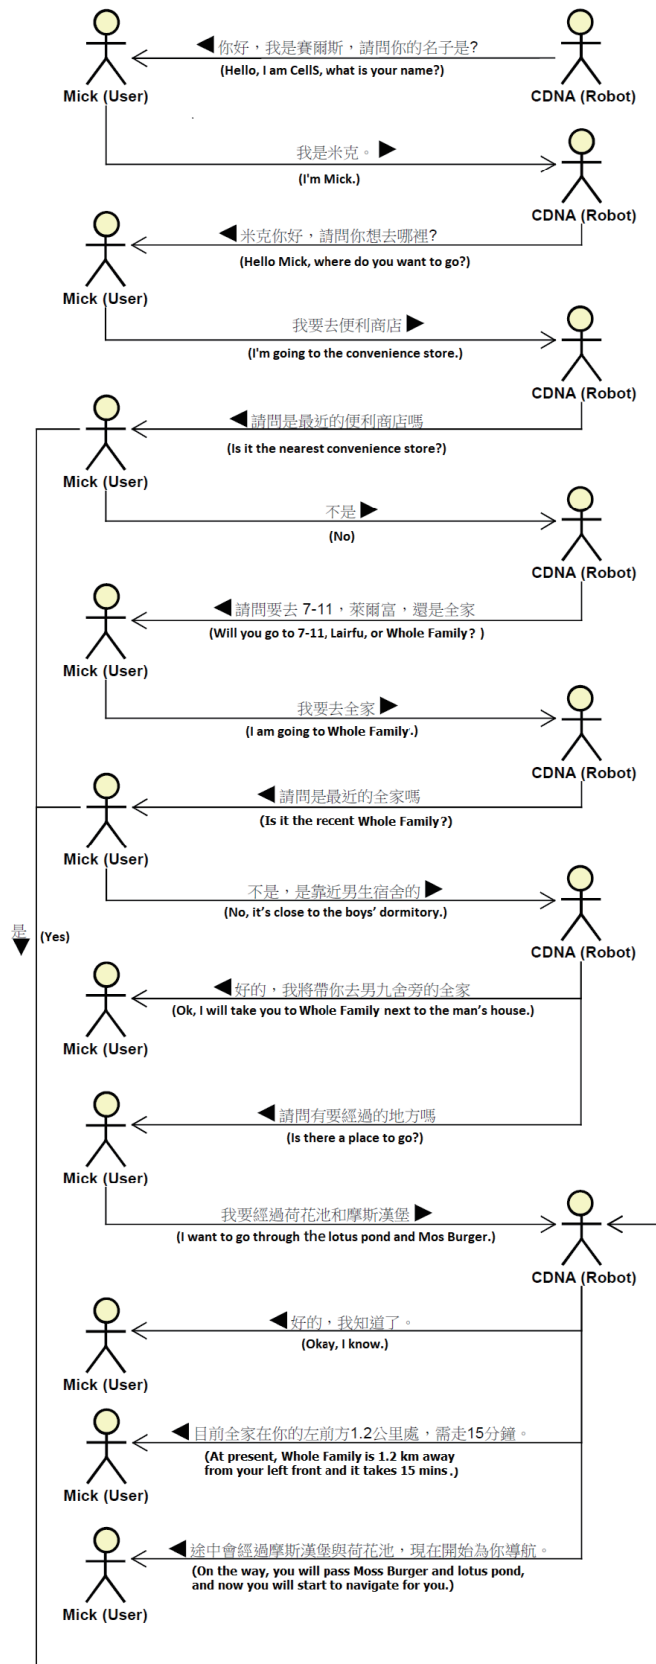 ◀ 你好，我是賽爾斯，請問你的名子是?
(Hello, I am CellS, what is your name?)
Mick (User)
CDNA (Robot)
我是米克。 ▶
(I'm Mick.)
CDNA (Robot)
◀ 米克你好，請問你想去哪裡?
(Hello Mick, where do you want to go?)
Mick (User)
我要去便利商店 ▶
(I'm going to the convenience store.)
CDNA (Robot)
◀ 請問是最近的便利商店嗎
(Is it the nearest convenience store?)
Mick (User)
不是 ▶
(No)
CDNA (Robot)
◀ 請問要去 7-11，萊爾富，還是全家
(Will you go to 7-11, Lairfu, or Whole Family? )
Mick (User)
我要去全家 ▶
(I am going to Whole Family.)
CDNA (Robot)
◀ 請問是最近的全家嗎
(Is it the recent Whole Family?)
Mick (User)
不是，是靠近男生宿舍的 ▶
(No, it's close to the boys' dormitory.)
是 (Yes)
▼
CDNA (Robot)
◀ 好的，我將帶你去男九舍旁的全家
(Ok, I will take you to Whole Family next to the man's house.)
Mick (User)
◀ 請問有要經過的地方嗎
(Is there a place to go?)
Mick (User)
我要經過荷花池和摩斯漢堡 ▶
(I want to go through the lotus pond and Mos Burger.)
CDNA (Robot)
◀ 好的，我知道了。
(Okay, I know.)
Mick (User)
◀ 目前全家在你的左前方1.2公里處，需走15分鐘。
(At present, Whole Family is 1.2 km away
from your left front and it takes 15 mins.)
Mick (User)
◀ 途中會經過摩斯漢堡與荷花池，現在開始為你導航。
(On the way, you will pass Moss Burger and lotus pond,
and now you will start to navigate for you.)
Mick (User)